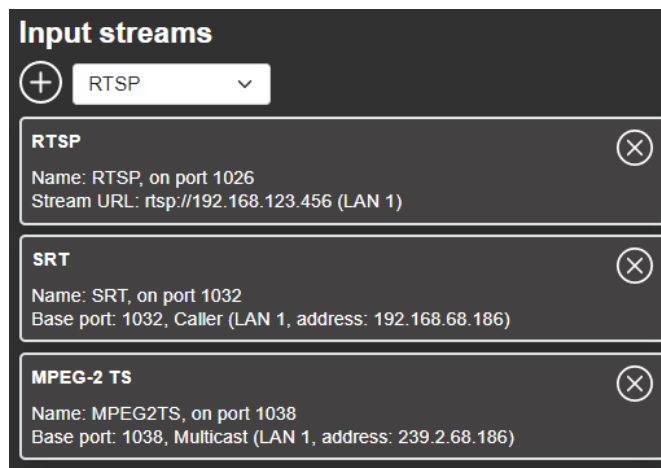 Input streams
RTSP
RTSP
Name: RTSP, on port 1026
Stream URL: rtsp://192.168.123.456 (LAN 1)
SRT
Name: SRT, on port 1032
Base port: 1032, Caller (LAN 1, address: 192.168.68.186)
MPEG-2 TS
Name: MPEG2TS, on port 1038
Base port: 1038, Multicast (LAN 1, address: 239.2.68.186)